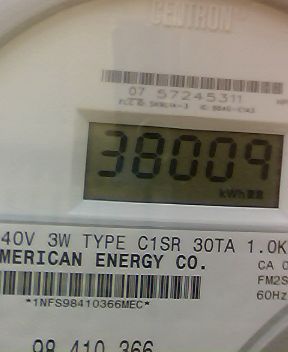 CENTRON
07 57245311
38009
kWh
40V 3W TYPE C1SR 30TA 1.0K
MERICAN ENERGY CO.
CA 0
FM2S
60Hz
*1NFS98410366MEC*
98 410 366